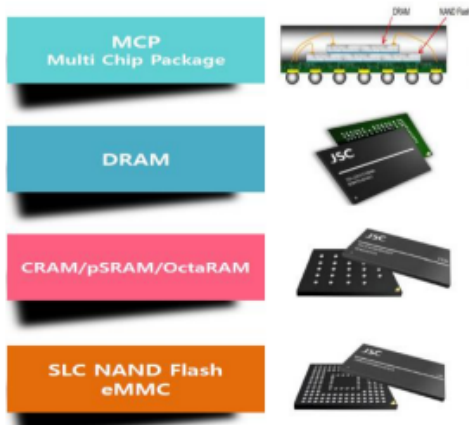 DRAM
NAND Flash
MCP
Multi Chip Package
DRAM
JSC
CRAM/pSRAM/OctaRAM
JSC
SLC NAND Flash
eMMC
JSC